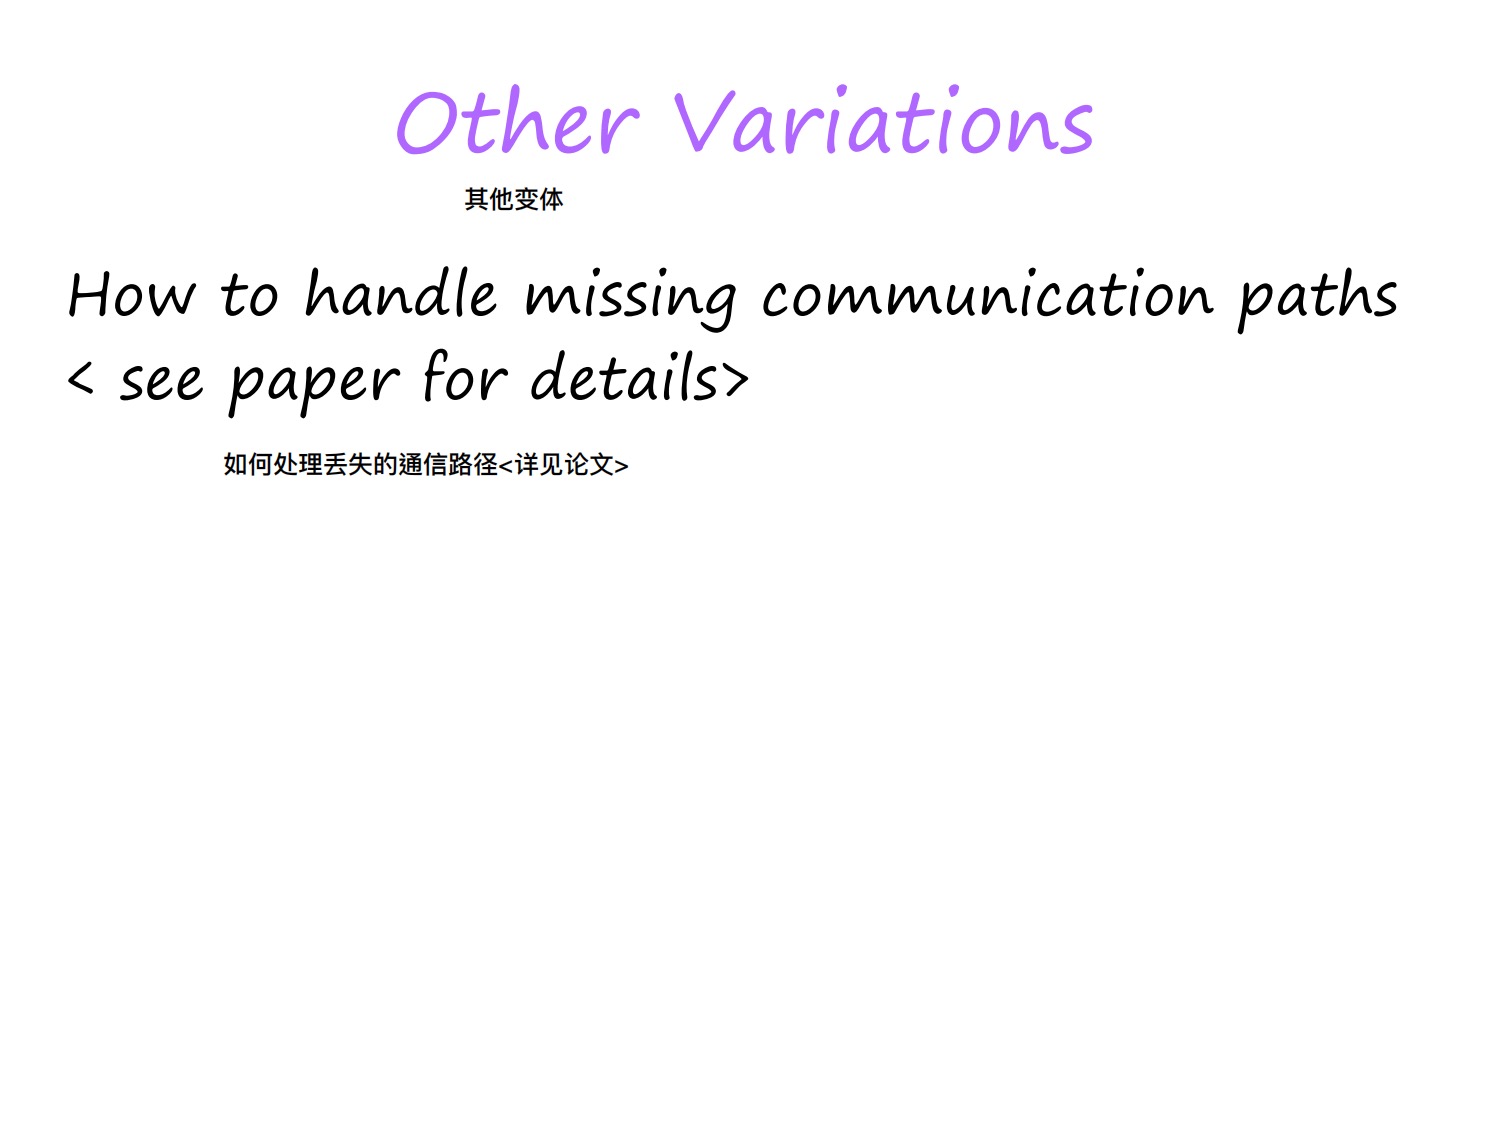 Other Variations
其他变体
How to handle missing communication paths
< see paper for details>
如何处理丢失的通信路径<详见论文>